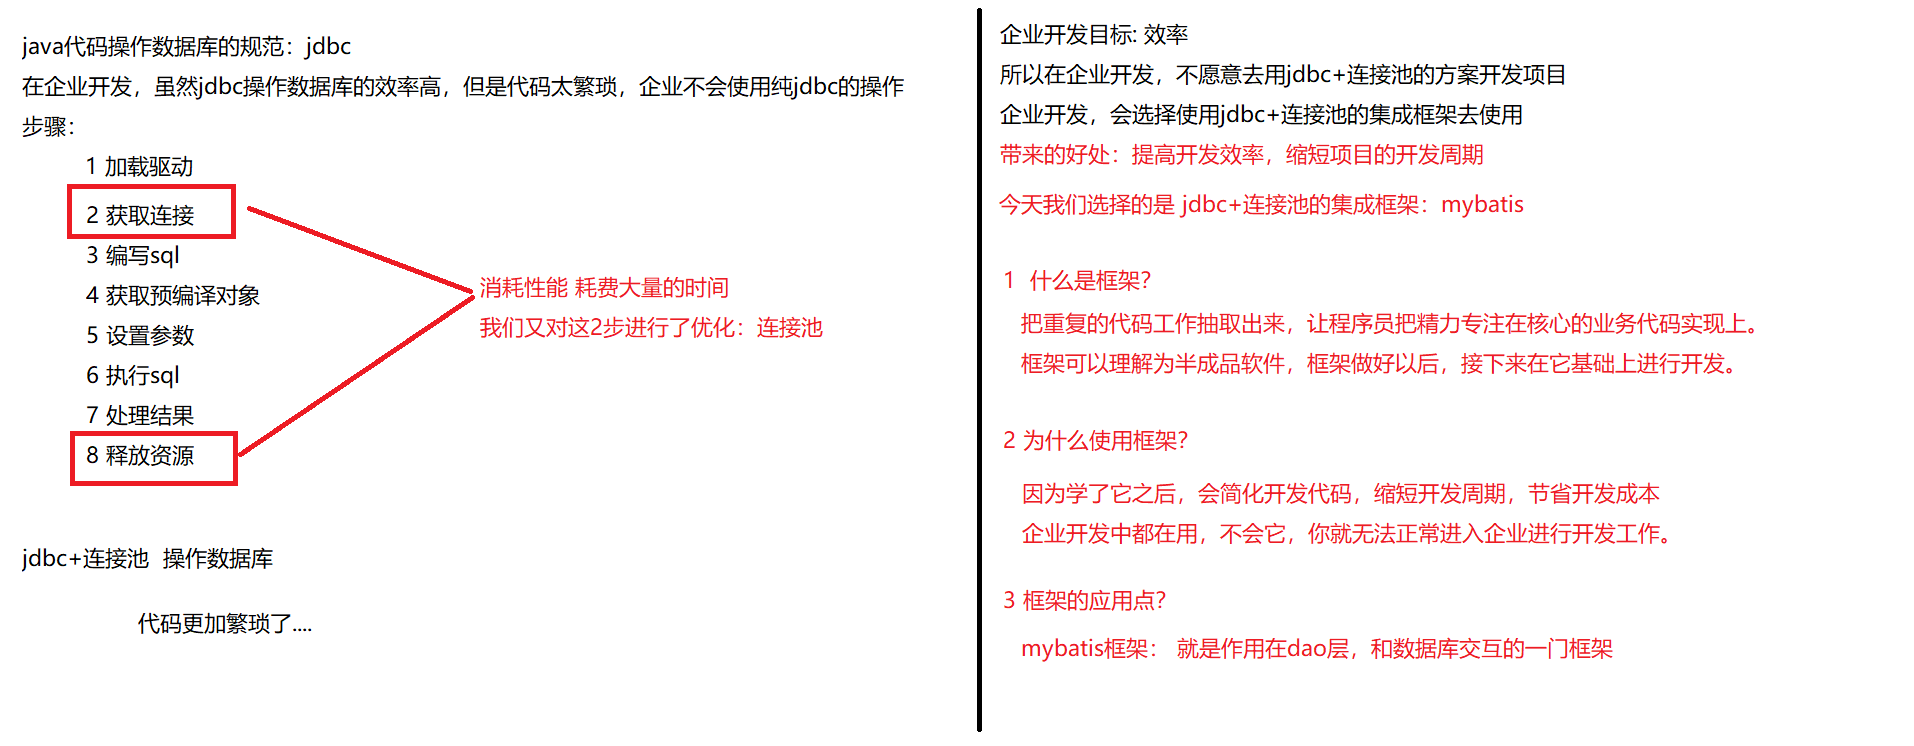 java代码操作数据库的规范：jdbc
在企业开发，虽然jdbc操作数据库的效率高，但是代码太繁琐，企业不会使用纯jdbc的操作
步骤：
1 加载驱动
2 获取连接
3 编写sql
4 获取预编译对象
5 设置参数
6 执行sql
7 处理结果
8 释放资源
消耗性能 耗费大量的时间
我们又对这2步进行了优化：连接池
jdbc+连接池 操作数据库
代码更加繁琐了....
企业开发目标: 效率
所以在企业开发，不愿意去用jdbc+连接池的方案开发项目
企业开发，会选择使用jdbc+连接池的集成框架去使用
带来的好处：提高开发效率，缩短项目的开发周期
今天我们选择的是 jdbc+连接池的集成框架：mybatis
1 什么是框架？
把重复的代码工作抽取出来，让程序员把精力专注在核心的业务代码实现上。
框架可以理解为半成品软件，框架做好以后，接下来在它基础上进行开发。
2 为什么使用框架？
因为学了它之后，会简化开发代码，缩短开发周期，节省开发成本
企业开发中都在用，不会它，你就无法正常进入企业进行开发工作。
3 框架的应用点？
mybatis框架： 就是作用在dao层，和数据库交互的一门框架